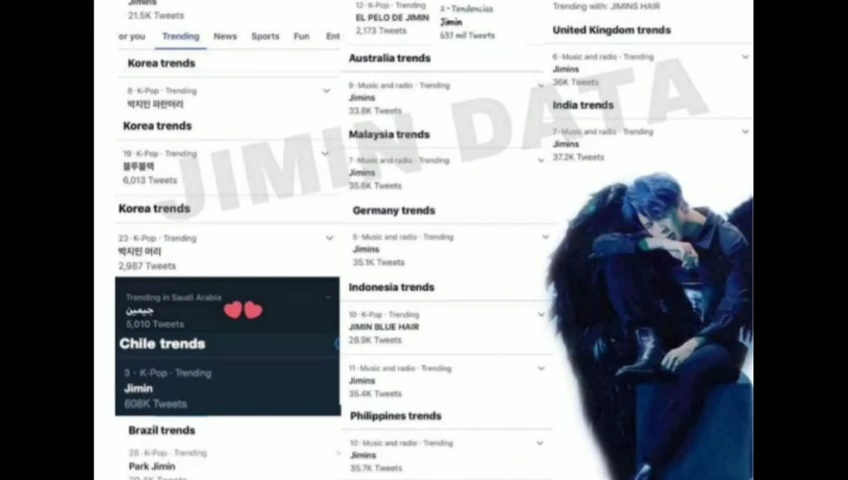 Jimins
21.5K Tweets
or you Trending News Sports Fun Ent
Korea trends
8 · K-Pop · Trending
박지민 파란머리
Korea trends
19 · K-Pop · Trending
블루블랙
6,013 Tweets
Korea trends
23 · K-Pop · Trending
박지민 머리
2,987 Tweets
Trending in Saudi Arabia
جيمين
5,010 Tweets
Chile trends
3 · K-Pop · Trending
Jimin
608K Tweets
Brazil trends
28 · K-Pop · Trending
Park Jimin
Tweets
12 · K-Pop · Trending
EL PELO DE JIMIN
2,173 Tweets
2 · Tendencias
Jimin
mil Tweets
Australia trends
9 · Music and radio · Trending
Jimins
33.8K Tweets
Malaysia trends
7 · Music and radio · Trending
Jimins
35.6K Tweets
Germany trends
5 · Music and radio · Trending
Jimins
35.1K Tweets
Indonesia trends
10 · K-Pop · Trending
JIMIN BLUE HAIR
28.9K Tweets
11 · Music and radio · Trending
Jimins
35.4K Tweets
Philippines trends
10 · Music and radio · Trending
Jimins
35.7K Tweets
Trending with: JIMINS HAIR
United Kingdom trends
6 · Music and radio · Trending
Jimins
36K Tweets
India trends
7 · Music and radio · Trending
Jimins
37.2K Tweets
JIMIN DATA